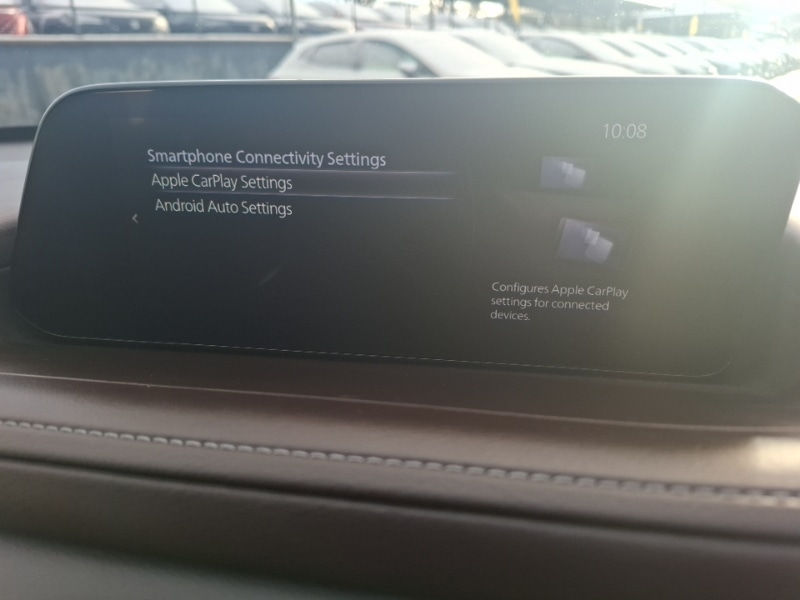 10:08
Smartphone Connectivity Settings
Apple CarPlay Settings
Android Auto Settings
Configures Apple CarPlay
settings for connected
devices.